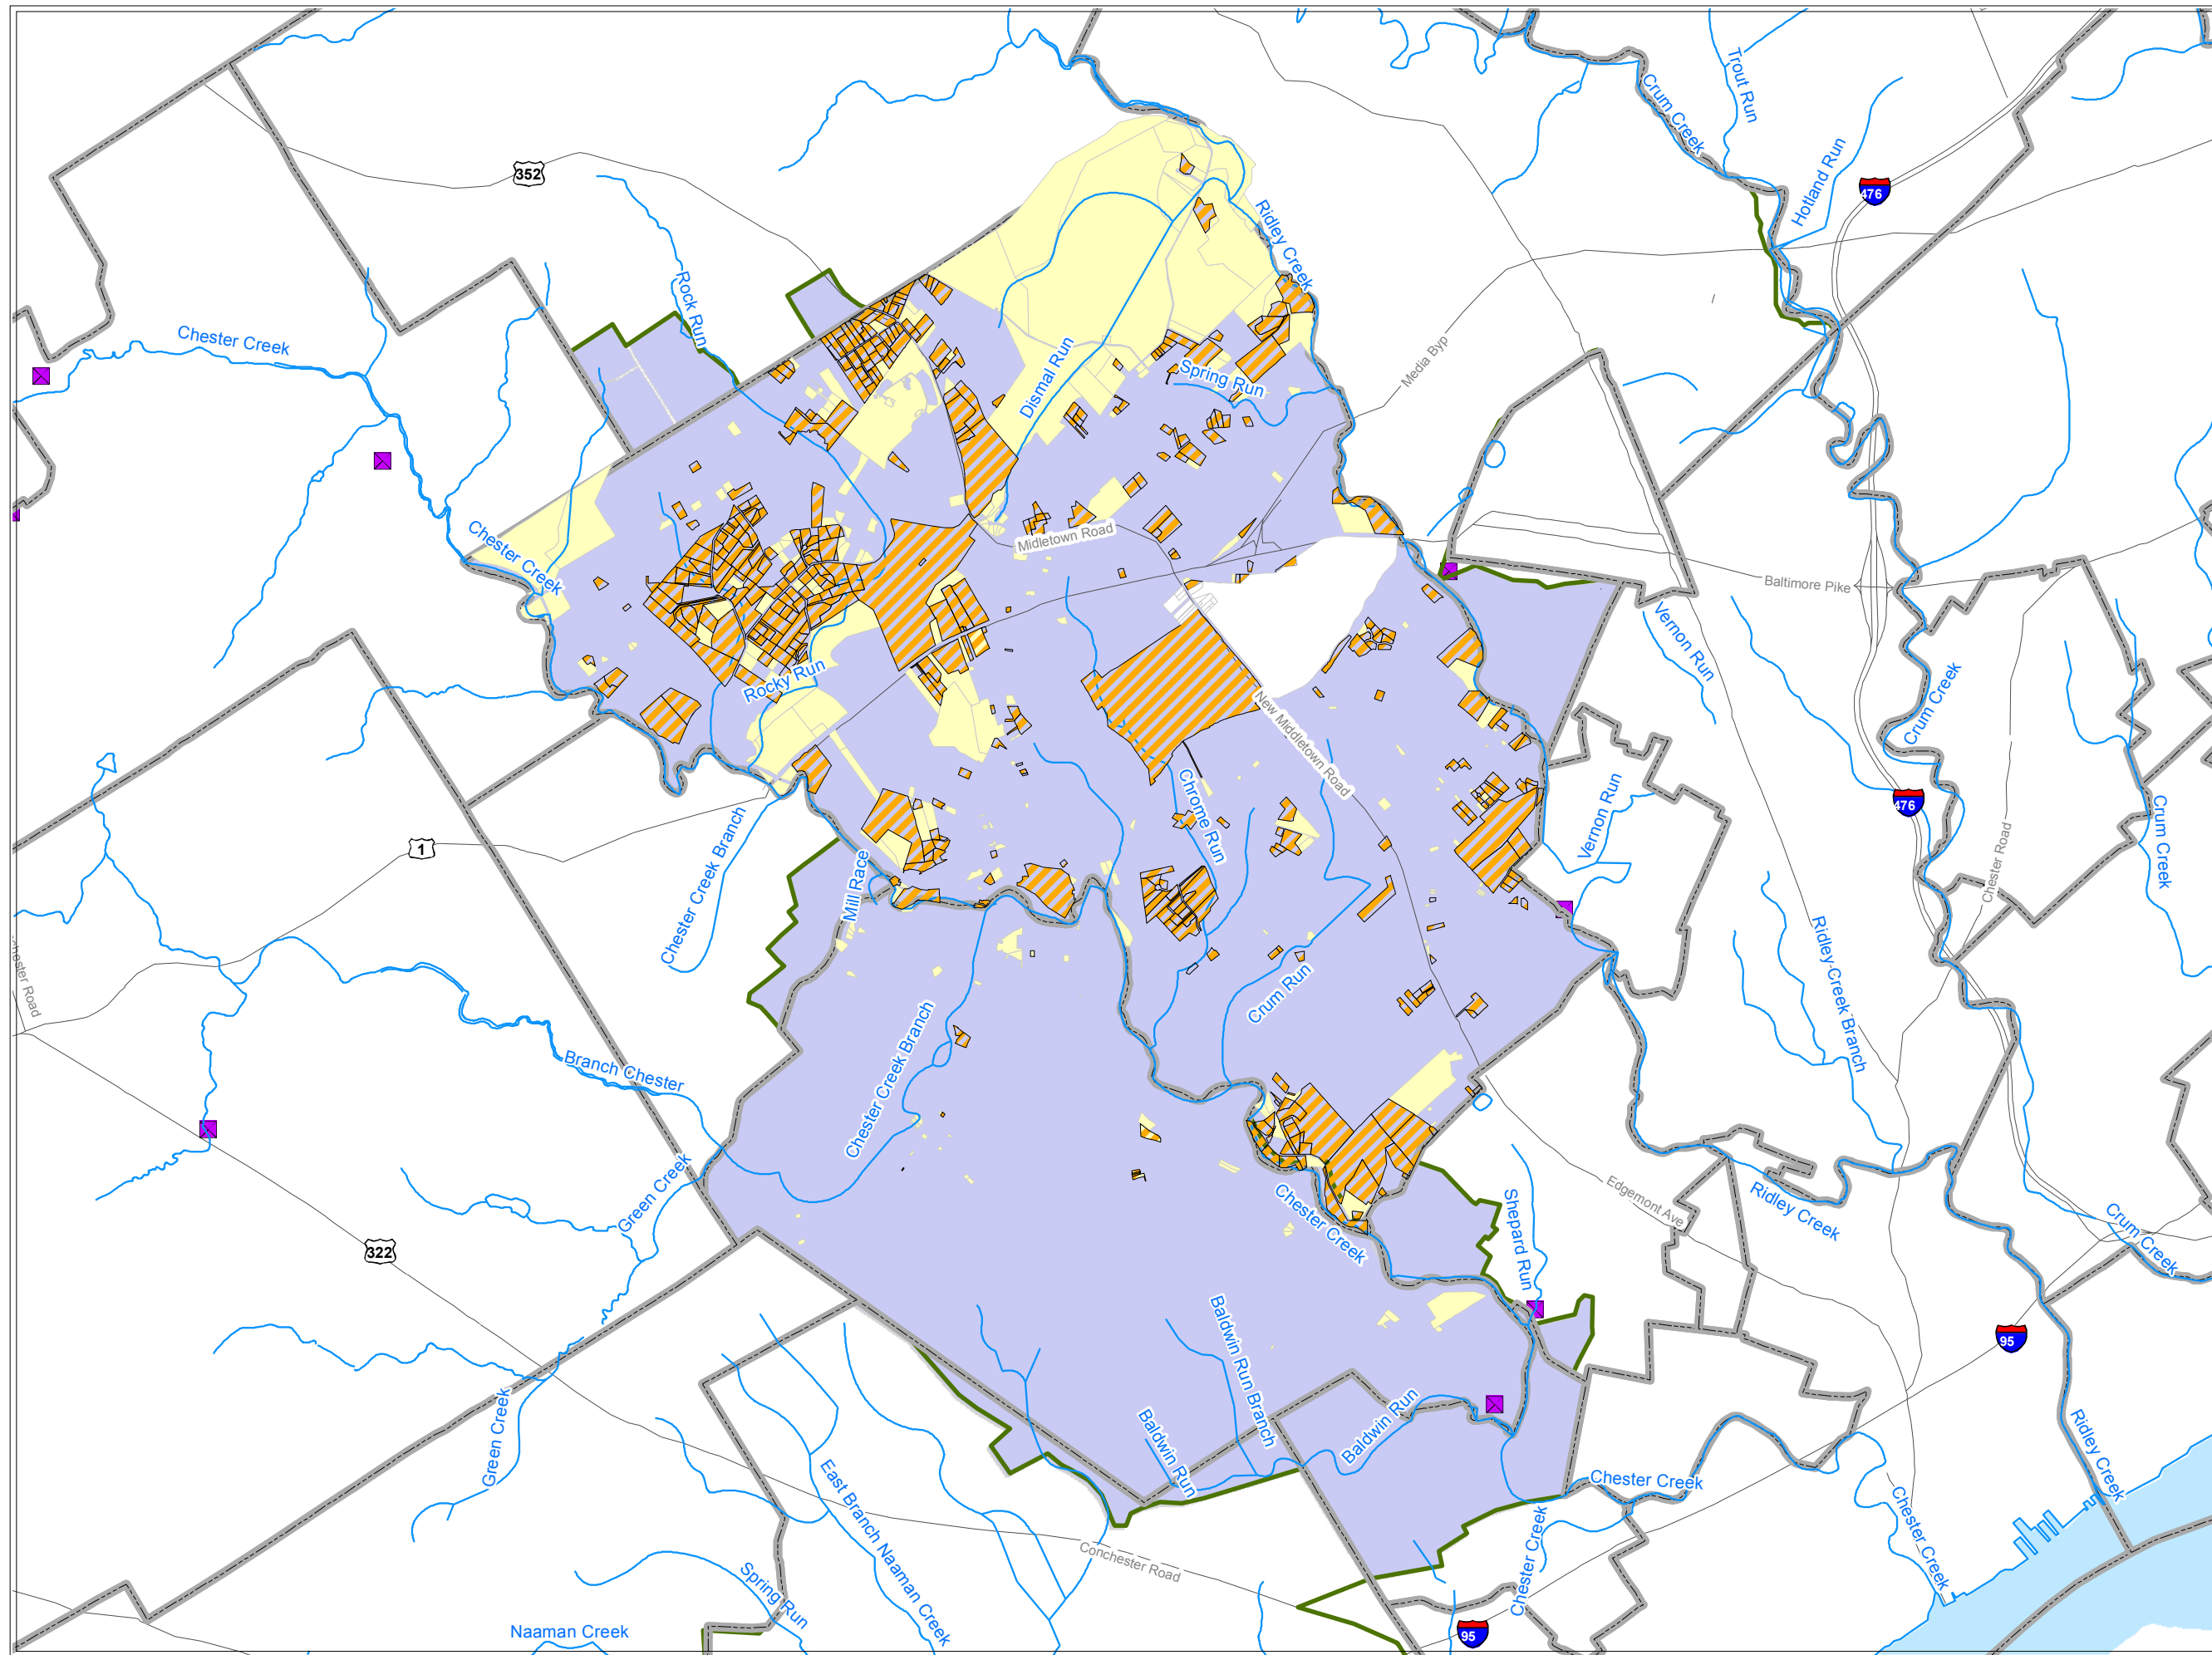 Trout Run
Crum Creek
Hotland Run
352
476
Ridley Creek
Rock Run
Chester Creek
Media Byp
Dismal Run
Spring Run
Midletown Road
Chester Creek
Baltimore Pike
Vernon Run
Rocky Run
Crum Creek
New Middletown Road
476
Chrome Run
Vernon Run
Crum Creek
1
Chester Creek Branch
Mill Race
Chester Road
chester Road
Ridley Creek Branch
Crum Run
Chester Creek Branch
Branch Chester
Green Creek
Edgemont Ave
Ridley Creek
Shepard Run
Chester Creek
Crum Creek
322
95
Baldwin Run Branch
Baldwin Run
Baldwin Run
Green Creek
Ridley Creek
East Branch Naaman Creek
Chester Creek
Chester Creek
Chester Creek
Conchester Road
Spring Run
Naaman Creek
95